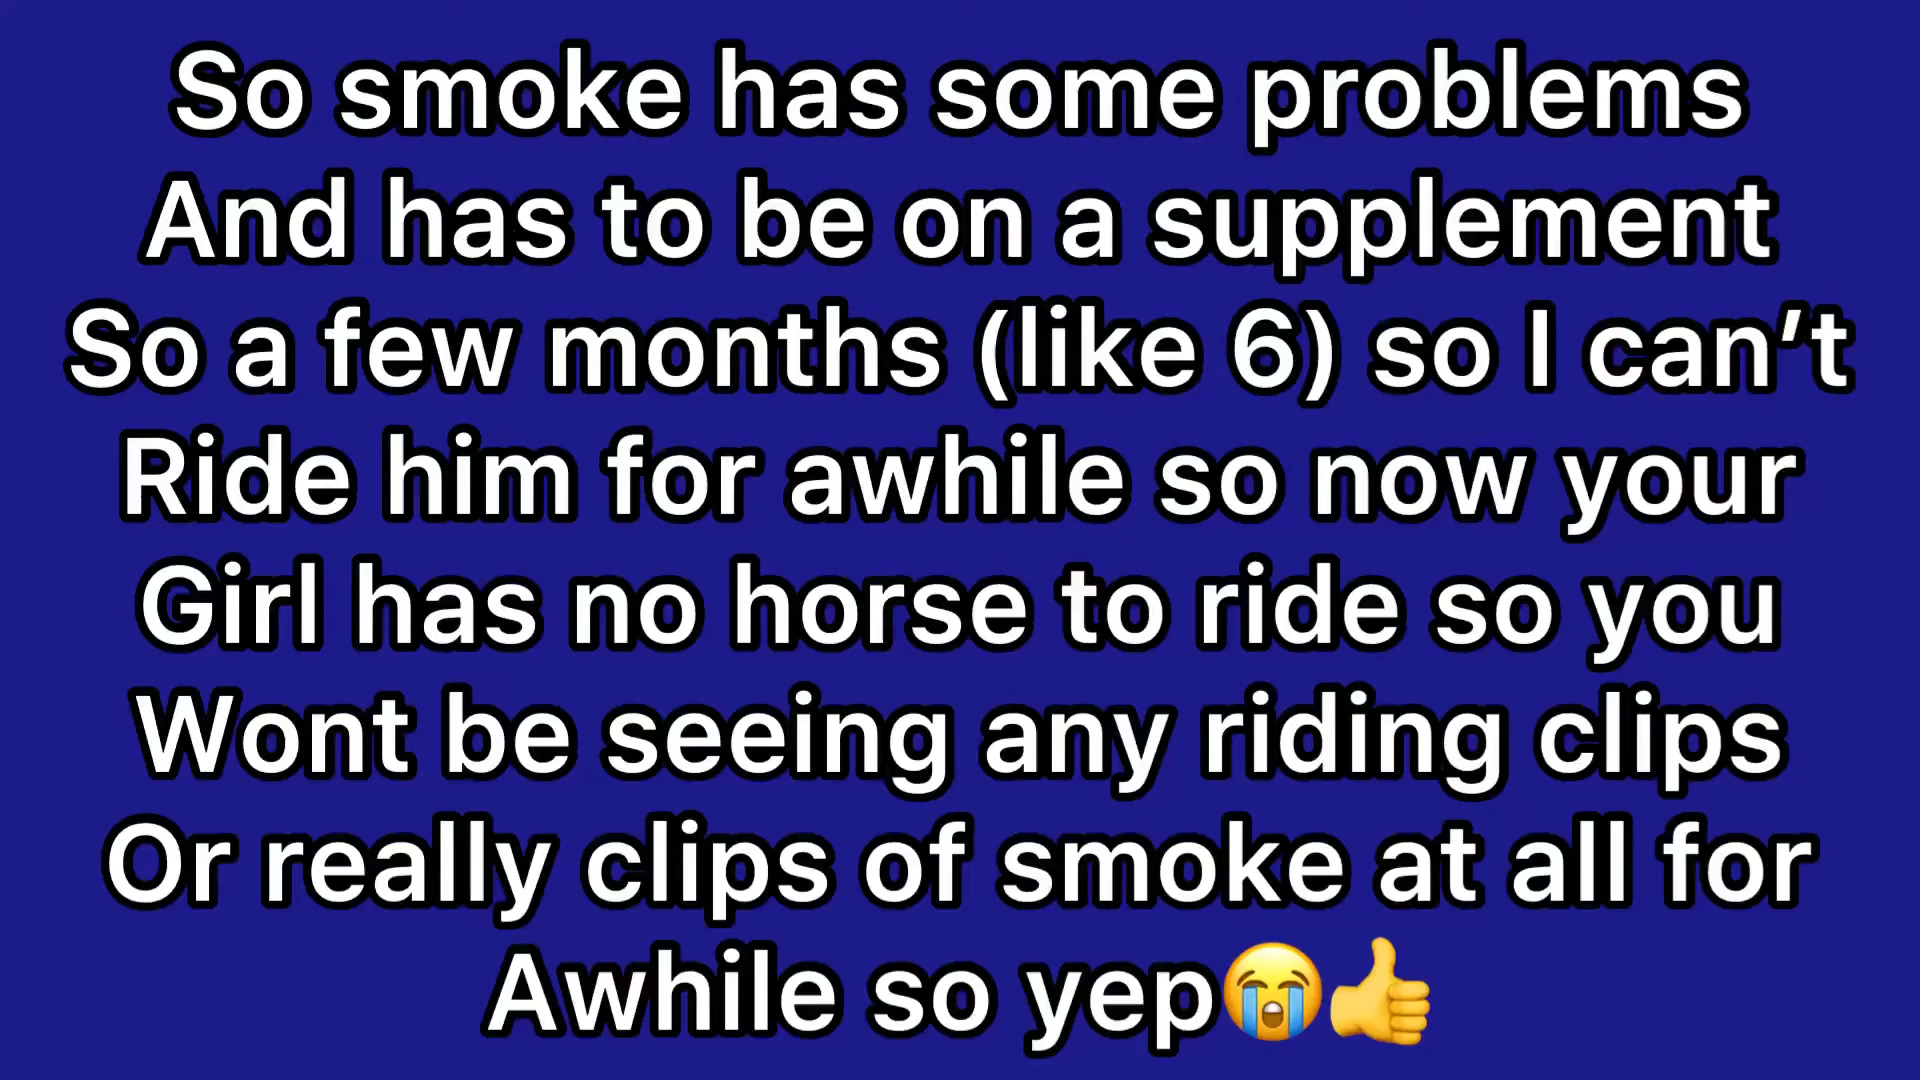 So smoke has some problems
And has to be on a supplement
So a few months (like 6) so I can’t
Ride him for awhile so now your
Girl has no horse to ride so you
Wont be seeing any riding clips
Or really clips of smoke at all for
Awhile so yep😭👍